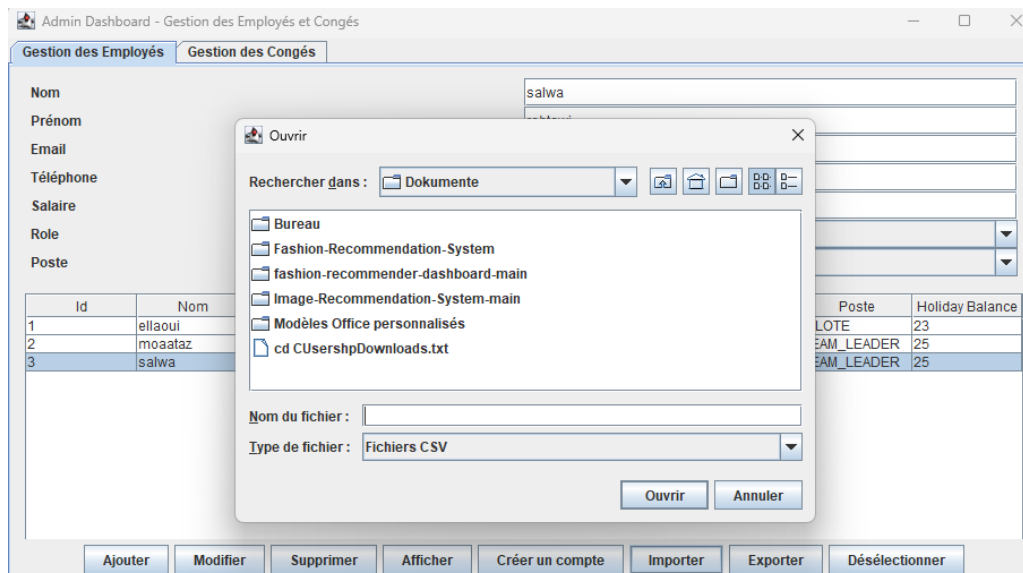 Admin Dashboard - Gestion des Employés et Congés
Gestion des Employés Gestion des Congés
Nom salwa
Prénom
Email
Téléphone
Salaire
Role
Poste
Ouvrir
Rechercher dans : Dokumente
Bureau
Fashion-Recommendation-System
fashion-recommender-dashboard-main
Image-Recommendation-System-main
Modèles Office personnalisés
cd CUsershpDownloads.txt
Nom du fichier :
Type de fichier : Fichiers CSV
Ouvrir Annuler
Id Nom Poste Holiday Balance
1 ellaoui LOTE 23
2 moaataz EAM_LEADER 25
3 salwa EAM_LEADER 25
Ajouter Modifier Supprimer Afficher Créer un compte Importer Exporter Désélectionner